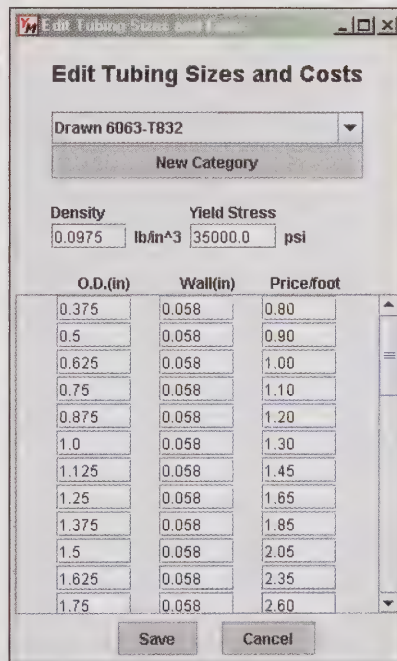 YM Edit Tubing Sizes and
Edit Tubing Sizes and Costs
Drawn 6063-T832
New Category
Density Yield Stress
0.0975 lb/in^3 35000.0 psi
O.D.(in) Wall(in) Price/foot
0.375 0.058 0.80
0.5 0.058 0.90
0.625 0.058 1.00
0.75 0.058 1.10
0.875 0.058 1.20
1.0 0.058 1.30
1.125 0.058 1.45
1.25 0.058 1.65
1.375 0.058 1.85
1.5 0.058 2.05
1.625 0.058 2.35
1.75 0.058 2.60
Save Cancel